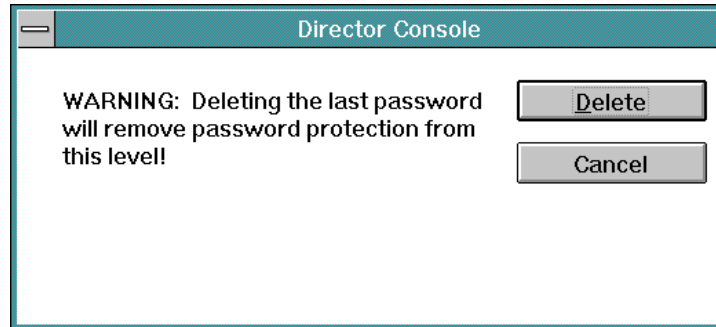 Director Console
WARNING:  Deleting the last password
will remove password protection from
this level!
Delete
Cancel